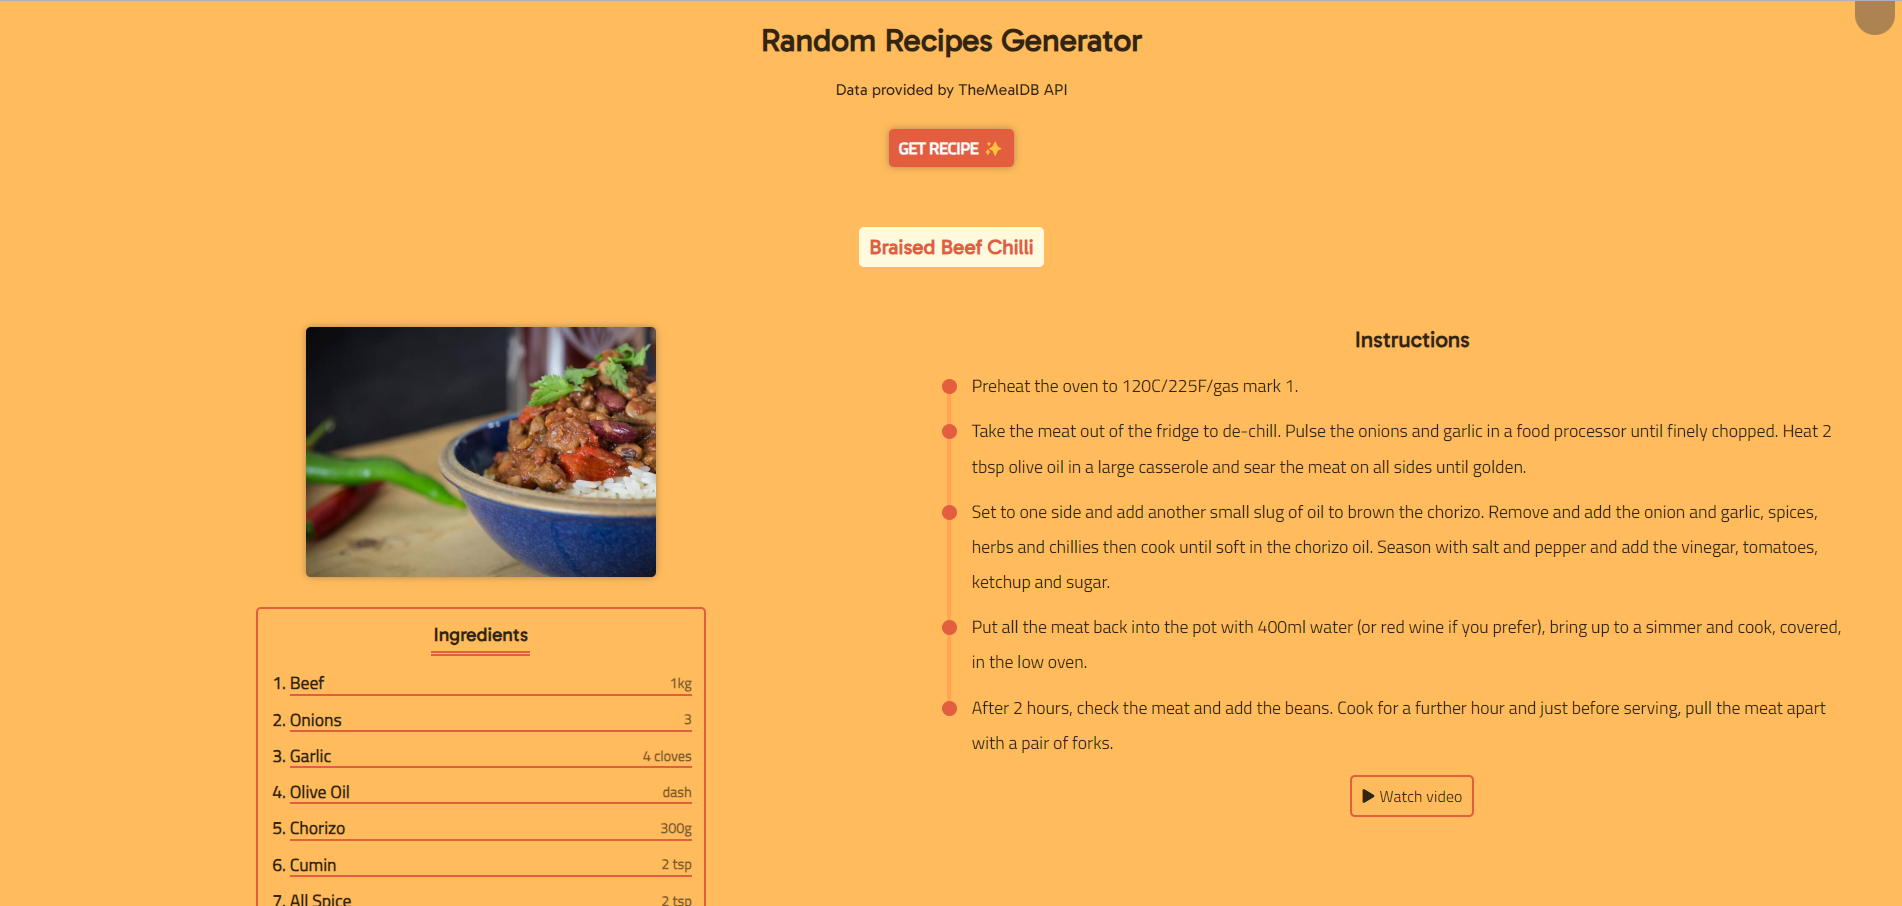 Random Recipes Generator
Data provided by TheMealDB API
GET RECIPE ✨
Braised Beef Chilli
Ingredients
1. Beef 1kg
2. Onions 3
3. Garlic 4 cloves
4. Olive Oil dash
5. Chorizo 300g
6. Cumin 2 tsp
7. All Spice 2 tsp
Instructions
Preheat the oven to 120C/225F/gas mark 1.
Take the meat out of the fridge to de-chill. Pulse the onions and garlic in a food processor until finely chopped. Heat 2
tbsp olive oil in a large casserole and sear the meat on all sides until golden.
Set to one side and add another small slug of oil to brown the chorizo. Remove and add the onion and garlic, spices,
herbs and chillies then cook until soft in the chorizo oil. Season with salt and pepper and add the vinegar, tomatoes,
ketchup and sugar.
Put all the meat back into the pot with 400ml water (or red wine if you prefer), bring up to a simmer and cook, covered,
in the low oven.
After 2 hours, check the meat and add the beans. Cook for a further hour and just before serving, pull the meat apart
with a pair of forks.
Watch video